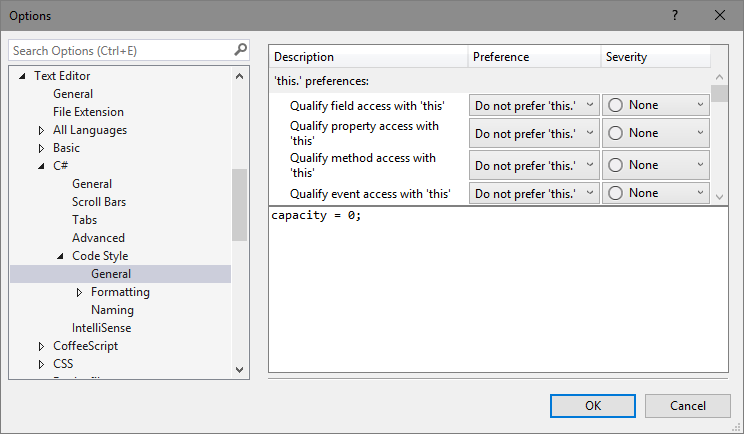 Options
? ×
Search Options (Ctrl+E)
Text Editor
General
File Extension
All Languages
Basic
C#
General
Scroll Bars
Tabs
Advanced
Code Style
General
Formatting
Naming
IntelliSense
CoffeeScript
CSS
Description Preference Severity
'this.' preferences:
Qualify field access with 'this' Do not prefer 'this.' None
Qualify property access with
'this' Do not prefer 'this.' None
Qualify method access with
'this' Do not prefer 'this.' None
Qualify event access with 'this' Do not prefer 'this.' None
capacity = 0;
OK Cancel